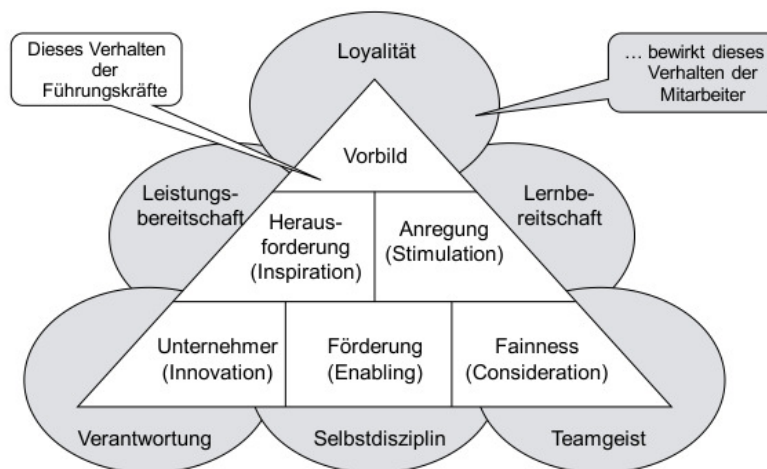 Dieses Verhalten
der
Führungskräfte
Loyalität
... bewirkt dieses
Verhalten der
Mitarbeiter
Vorbild
Leistungs-
bereitschaft
Lernbe-
reitschaft
Heraus-
forderung
(Inspiration)
Anregung
(Stimulation)
Unternehmer
(Innovation)
Förderung
(Enabling)
Fainness
(Consideration)
Verantwortung
Selbstdisziplin
Teamgeist